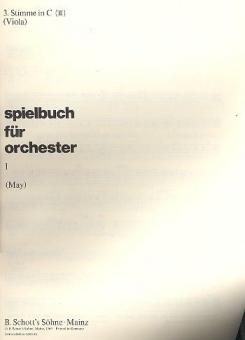 3. Stimme in C (III)
(Viola)
spielbuch
für
orchester
1
(May)
B. Schott's Söhne · Mainz